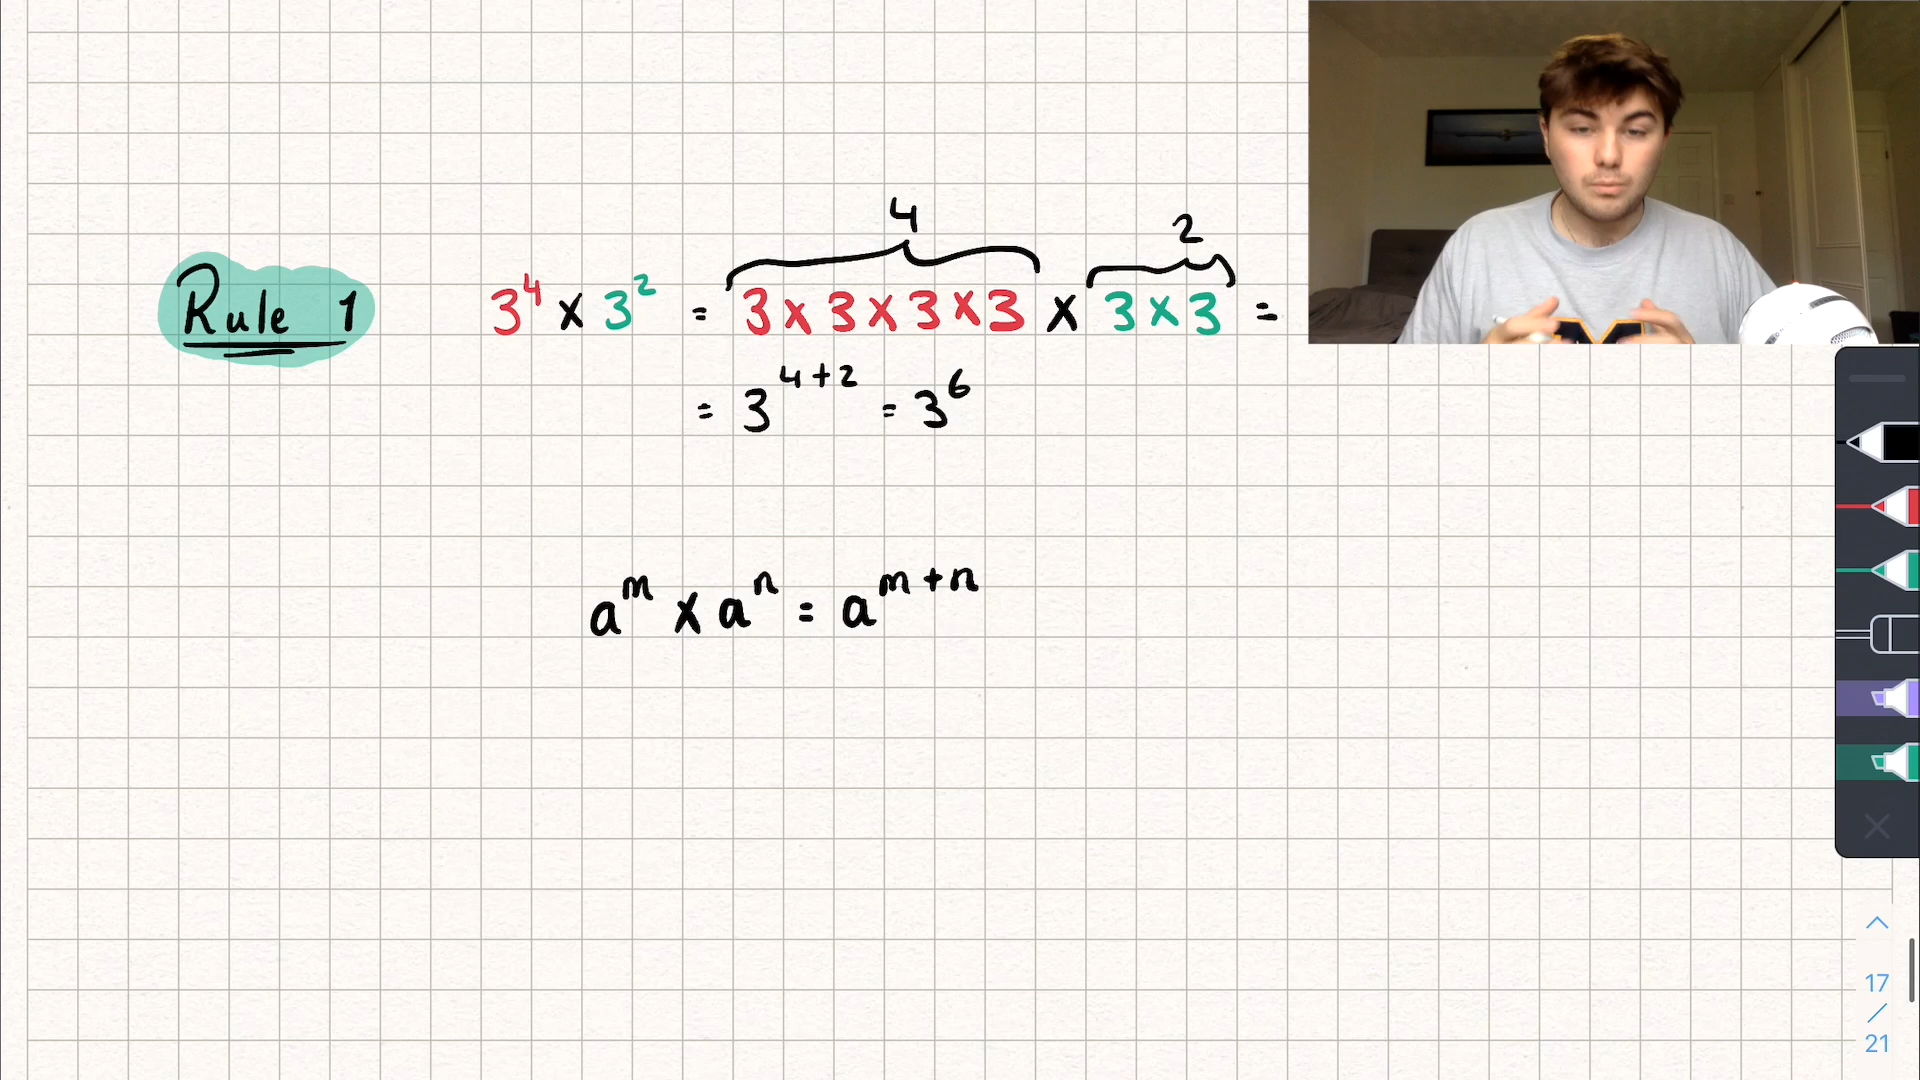 4 2
Rule 1 3⁴ x 3² = 3 x 3 x 3 x 3 x 3 x 3 =
= 3⁴⁺² = 3⁶
aᵐ x aⁿ = aᵐ⁺ⁿ
17
/
21